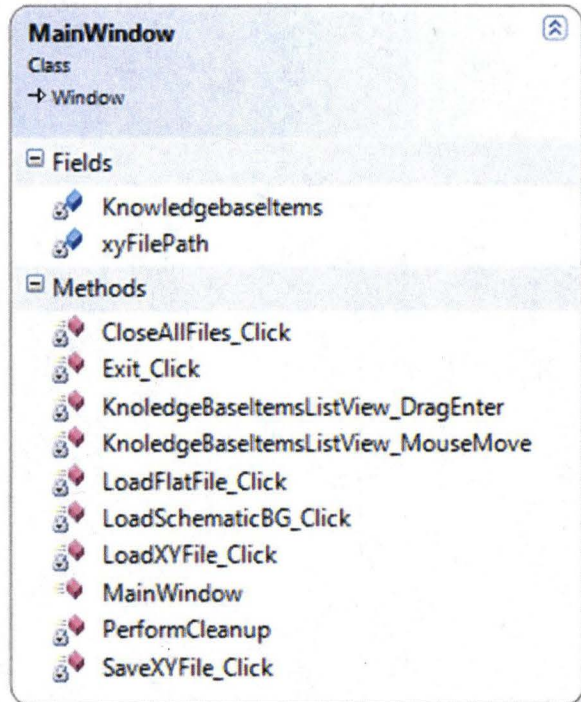 MainWindow
Class
→ Window
Fields
KnowledgebaseItems
xyFilePath
Methods
CloseAllFiles_Click
Exit_Click
KnoledgeBaseItemsListView_DragEnter
KnoledgeBaseItemsListView_MouseMove
LoadFlatFile_Click
LoadSchematicBG_Click
LoadXYFile_Click
MainWindow
PerformCleanup
SaveXYFile_Click